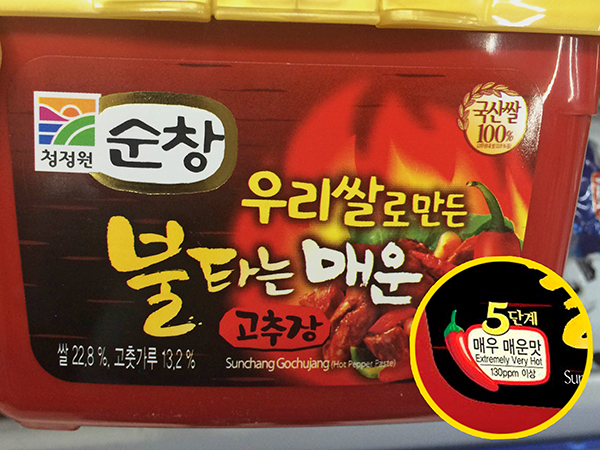 청정원
순창
국산쌀
100%
우리쌀로만든
불타는 매운
고추장
쌀 22.8 %, 고춧가루 13.2 %
Sunchang Gochujang (Hot Pepper Paste)
5단계
매우 매운맛
Extremely Very Hot
130ppm 이상
Sun